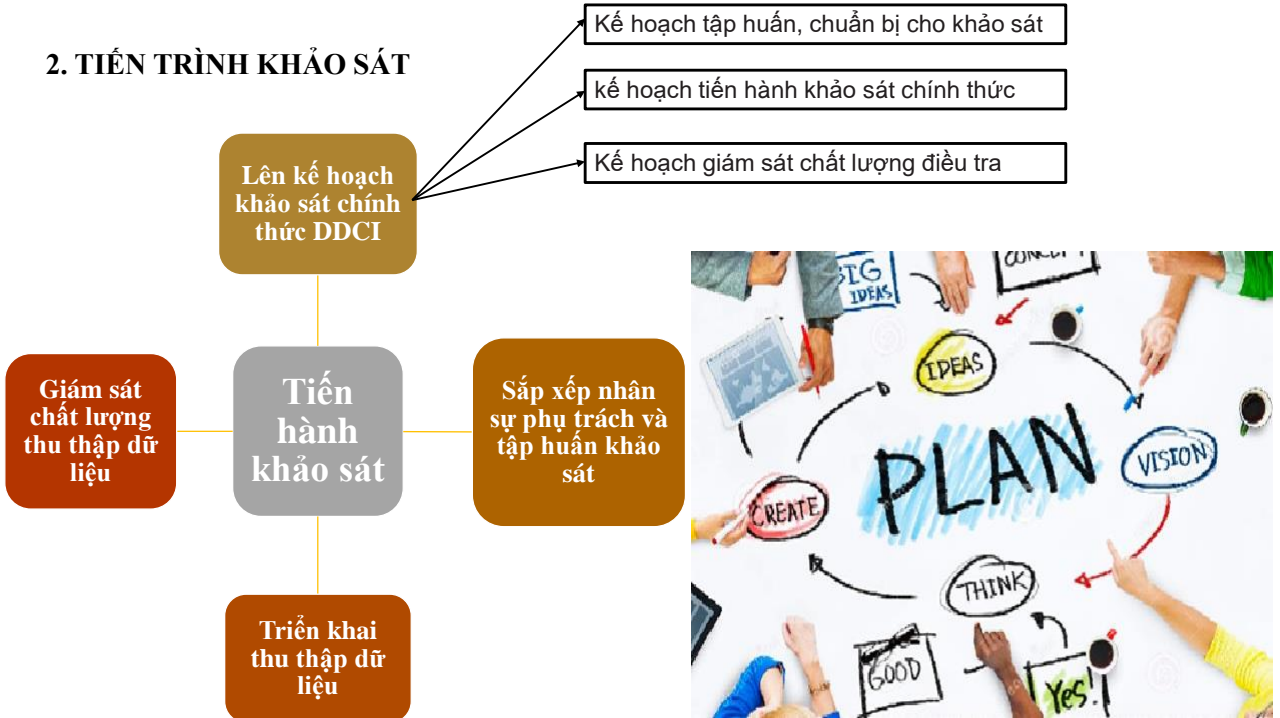 2. TIẾN TRÌNH KHẢO SÁT
Kế hoạch tập huấn, chuẩn bị cho khảo sát
kế hoạch tiến hành khảo sát chính thức
Kế hoạch giám sát chất lượng điều tra
Lên kế hoạch
khảo sát chính
thức DDCI
Giám sát
chất lượng
thu thập dữ
liệu
Tiến
hành
khảo sát
Sắp xếp nhân
sự phụ trách và
tập huấn khảo
sát
Triển khai
thu thập dữ
liệu
BIG
IDEAS
CONCEPT
IDEAS
PLAN
VISION
CREATE
THINK
GOOD
Yes!